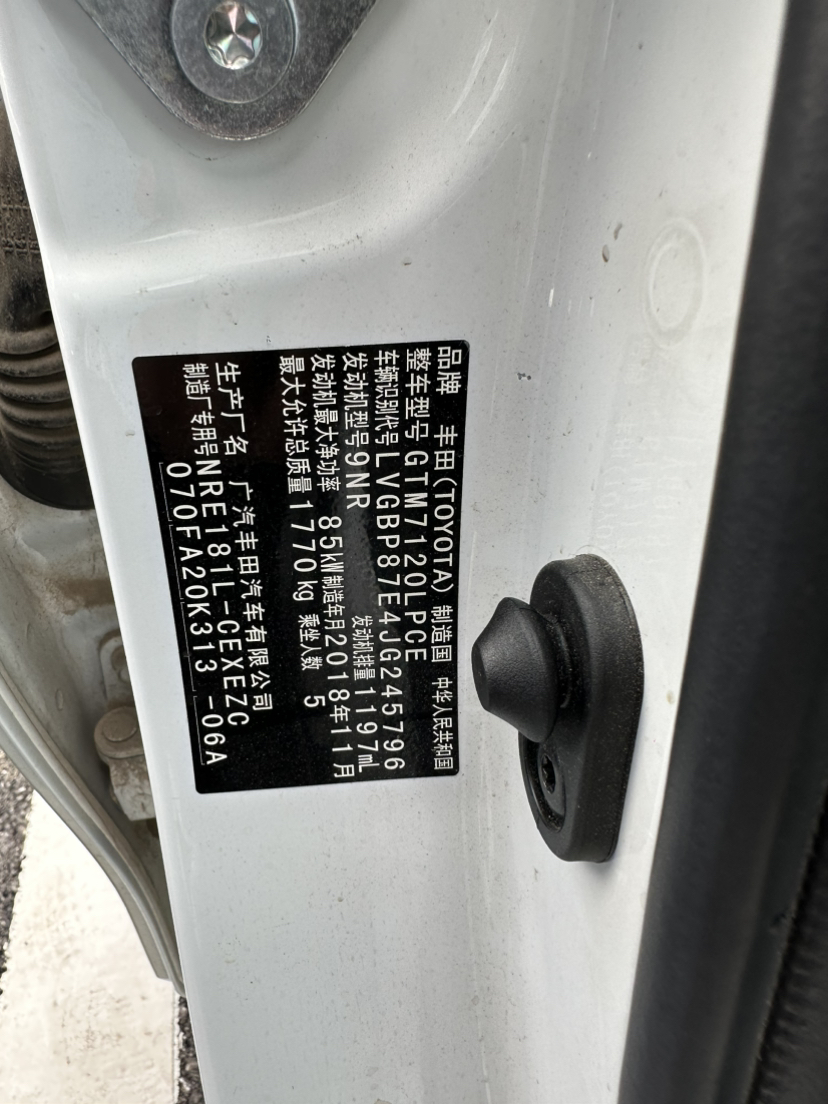 品牌 丰田(TOYOTA) 制造国 中华人民共和国
整车型号 GTM7120LPCE
车辆识别代号 LVGBP87E4JG245796
发动机型号 9NR 发动机排量 1197mL
发动机最大净功率 85kW 制造年月 2018年11月
最大允许总质量 1770kg 乘坐人数 5
生产厂名 广汽丰田汽车有限公司
制造厂专用号 NRE181L-CEXEZC
070FA20K313 -06A